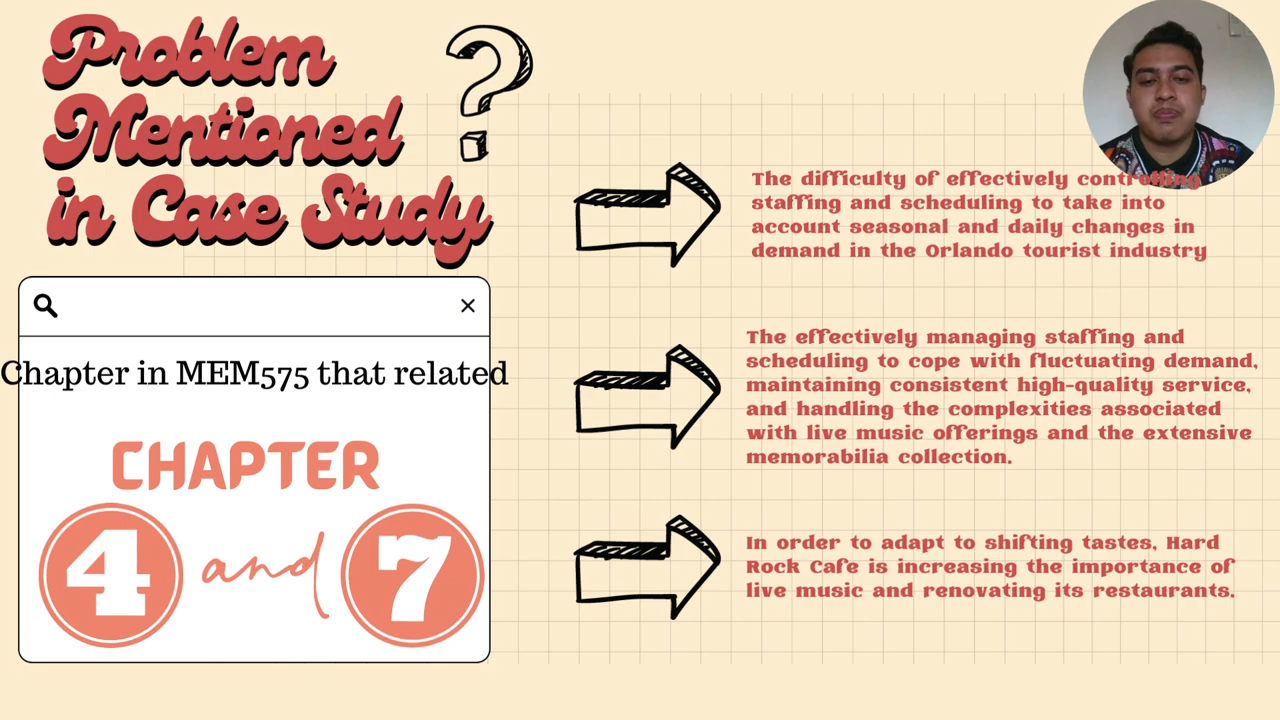 Problem
Mentioned
in Case Study
?
Chapter in MEM575 that related
CHAPTER
4 and 7
The difficulty of effectively controlling
staffing and scheduling to take into
account seasonal and daily changes in
demand in the Orlando tourist industry
The effectively managing staffing and
scheduling to cope with fluctuating demand,
maintaining consistent high-quality service,
and handling the complexities associated
with live music offerings and the extensive
memorabilia collection.
In order to adapt to shifting tastes, Hard
Rock Cafe is increasing the importance of
live music and renovating its restaurants.